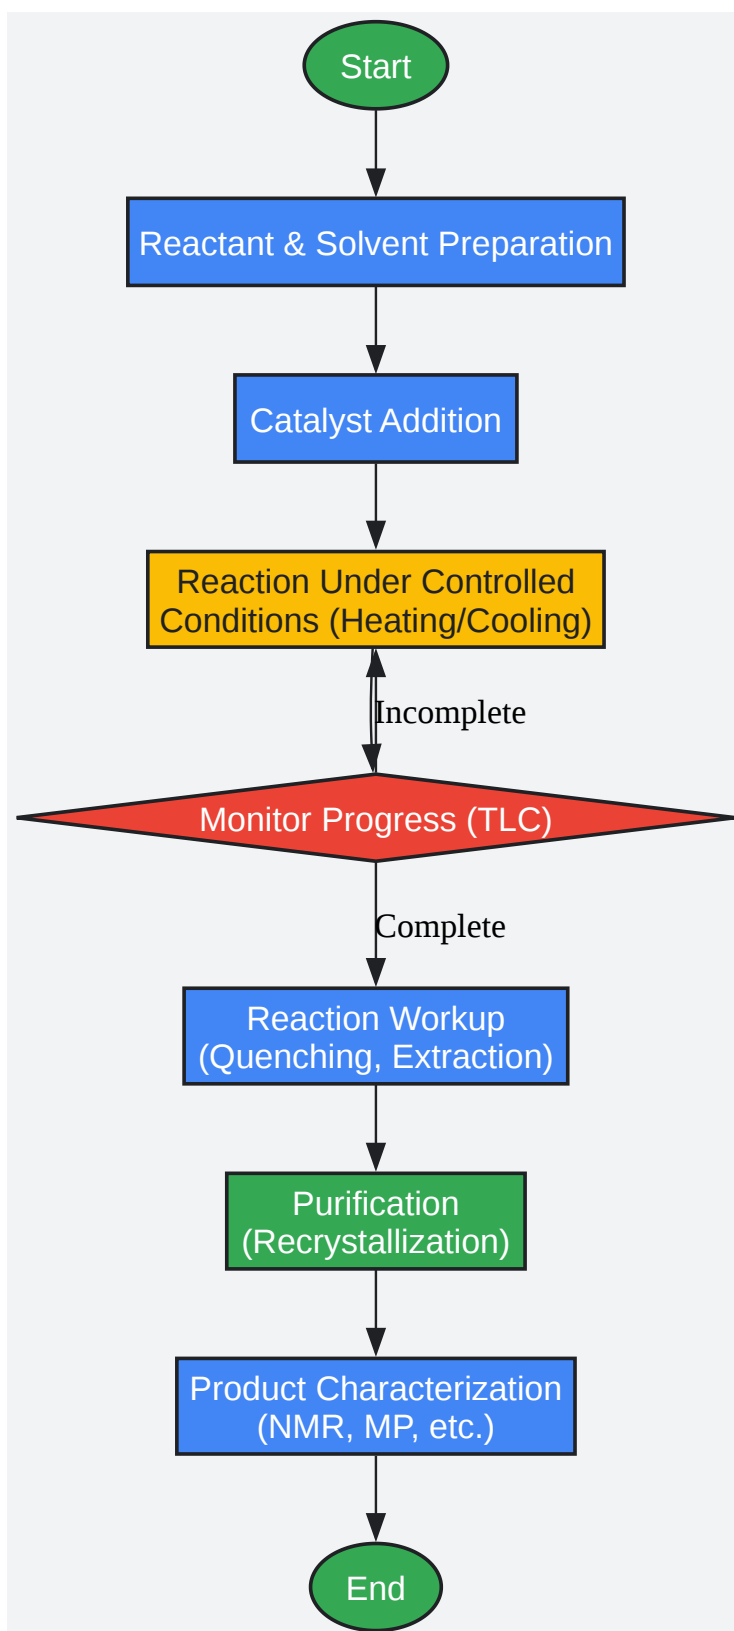 Start
Reactant & Solvent Preparation
Catalyst Addition
Reaction Under Controlled
Conditions (Heating/Cooling)
Incomplete
Monitor Progress (TLC)
Complete
Reaction Workup
(Quenching, Extraction)
Purification
(Recrystallization)
Product Characterization
(NMR, MP, etc.)
End